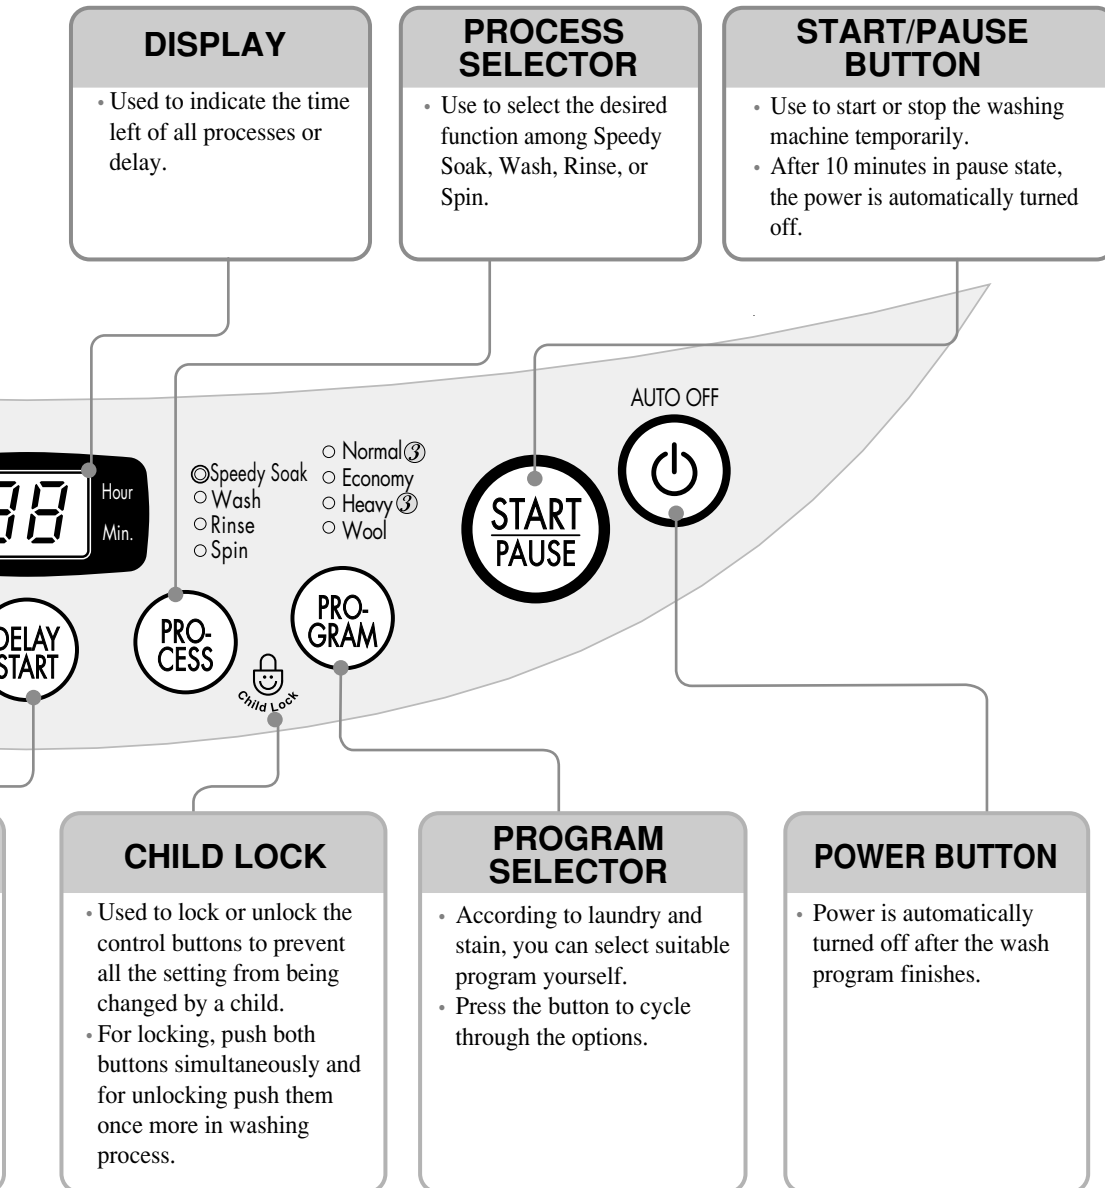 DISPLAY
• Used to indicate the time
left of all processes or
delay.
PROCESS
SELECTOR
• Use to select the desired
function among Speedy
Soak, Wash, Rinse, or
Spin.
START/PAUSE
BUTTON
• Use to start or stop the washing
machine temporarily.
• After 10 minutes in pause state,
the power is automatically turned
off.
88
Hour
Min.
Speedy Soak
Wash
Rinse
Spin
Normal③
Economy
Heavy③
Wool
START
PAUSE
AUTO OFF
DELAY
START
PRO-
CESS
Child Lock
PRO-
GRAM
CHILD LOCK
• Used to lock or unlock the
control buttons to prevent
all the setting from being
changed by a child.
• For locking, push both
buttons simultaneously and
for unlocking push them
once more in washing
process.
PROGRAM
SELECTOR
• According to laundry and
stain, you can select suitable
program yourself.
• Press the button to cycle
through the options.
POWER BUTTON
• Power is automatically
turned off after the wash
program finishes.